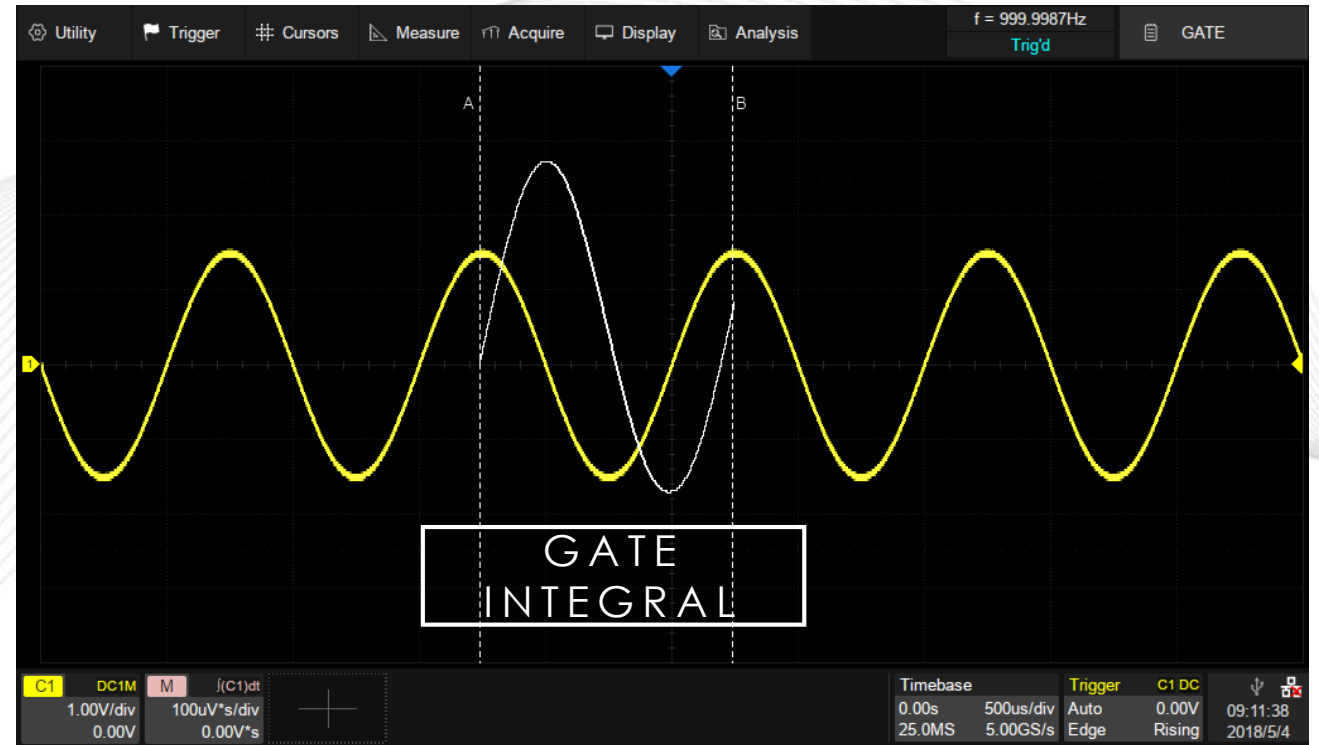 Utility Trigger Cursors Measure Acquire Display Analysis f = 999.9987Hz GATE
Trig'd
A B
1
GATE
INTEGRAL
C1 DC1M M ∫(C1)dt Timebase Trigger C1 DC
1.00V/div 100uV*s/div 0.00s 500us/div Auto 0.00V 09:11:38
0.00V 0.00V*s 25.0MS 5.00GS/s Edge Rising 2018/5/4